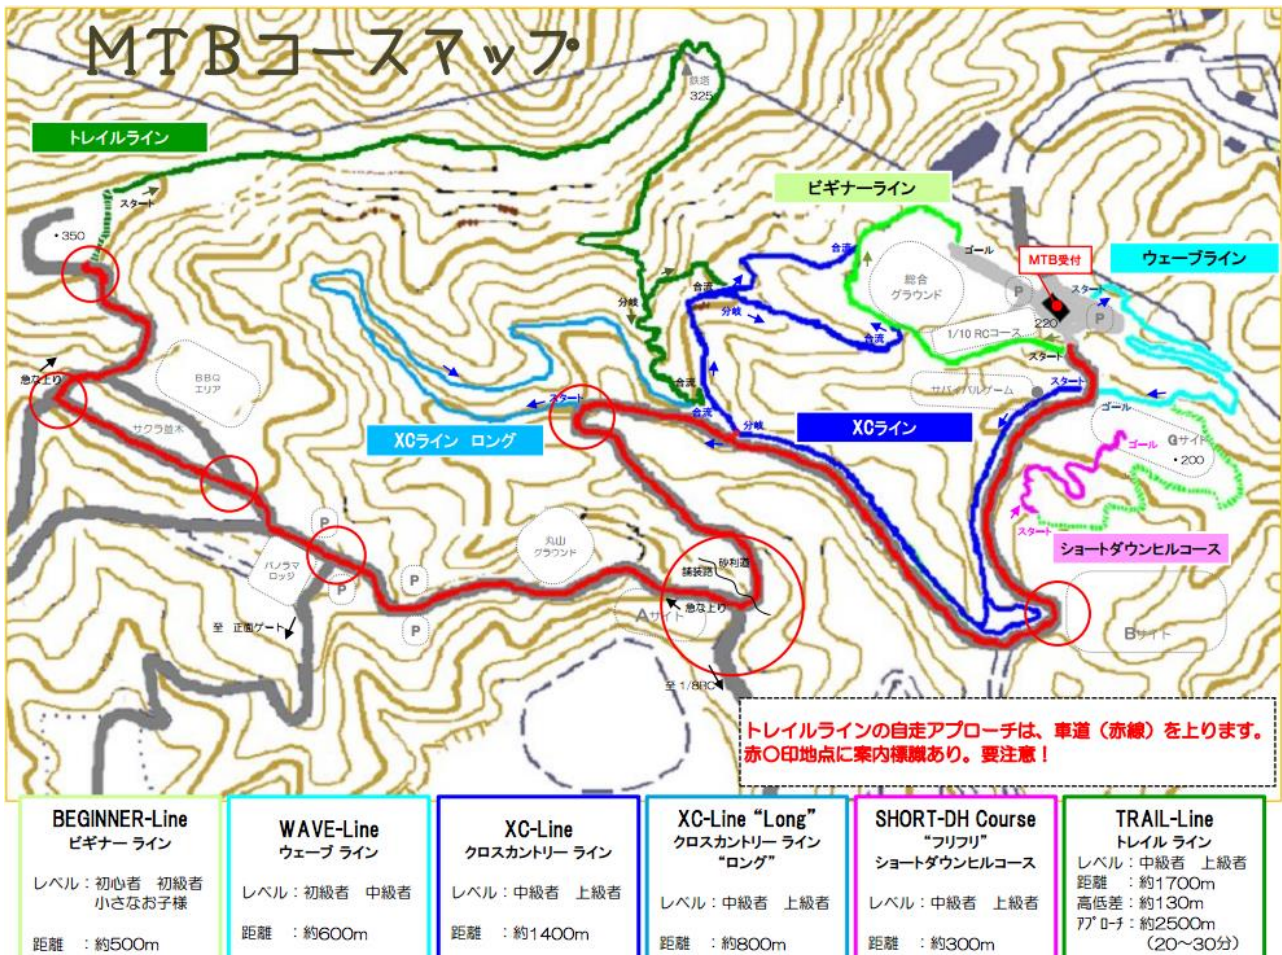 MTBコースマップ
鉄塔
325
トレイルライン
スタート
・350
ビギナーライン
合流
ゴール
MTB受付
ウェーブライン
スタート
総合
グラウンド
P
P
220
1/10 RCコース
スタート
合流
分岐
合流
分岐
サバイバルゲーム
スタート
急な上り
BBQ
エリア
サクラ並木
スタート
合流
合流
分岐
XCライン ロング
XCライン
ゴール
Gサイト
・200
ゴール
スタート
ショートダウンヒルコース
P
パノラマ
ロッジ
P
P
P
丸山
グラウンド
舗装路
砂利道
急な上り
Aサイト
Bサイト
至 正面ゲート
至 1/8RC
トレイルラインの自走アプローチは、車道（赤線）を上ります。
赤〇印地点に案内標識あり。要注意！
BEGINNER-Line
ビギナー ライン
レベル：初心者 初級者
小さなお子様
距離 ：約500m
WAVE-Line
ウェーブ ライン
レベル：初級者 中級者
距離 ：約600m
XC-Line
クロスカントリー ライン
レベル：中級者 上級者
距離 ：約1400m
XC-Line “Long”
クロスカントリー ライン
“ロング”
レベル：中級者 上級者
距離 ：約800m
SHORT-DH Course
“フリフリ”
ショートダウンヒルコース
レベル：中級者 上級者
距離 ：約300m
TRAIL-Line
トレイル ライン
レベル：中級者 上級者
距離 ：約1700m
高低差：約130m
ｱﾌﾟﾛｰﾁ：約2500m
（20～30分）